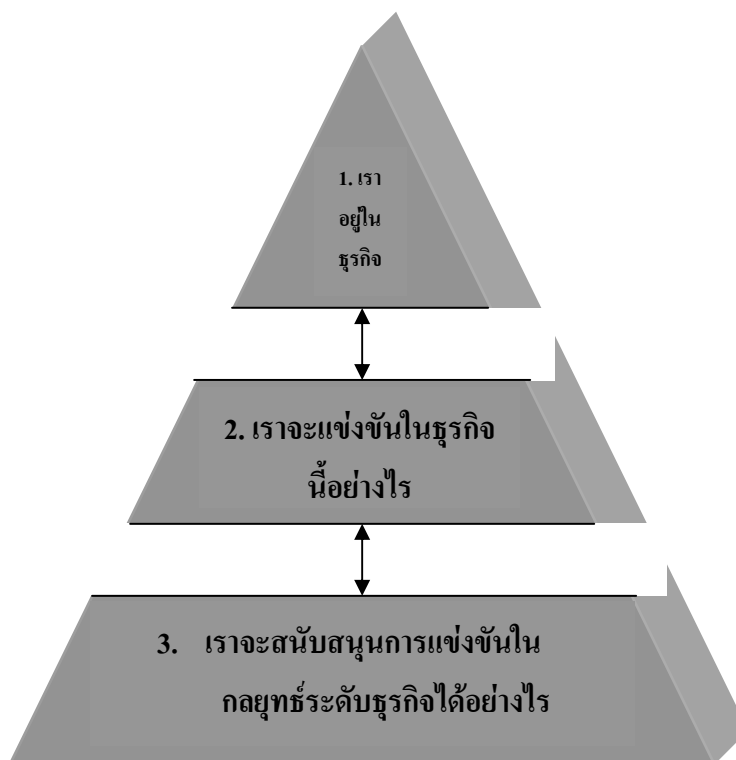 1. เรา
อยู่ใน
ธุรกิจ
2. เราจะแข่งขันในธุรกิจ
นี้อย่างไร
3. เราจะสนับสนุนการแข่งขันใน
กลยุทธ์ระดับธุรกิจได้อย่างไร